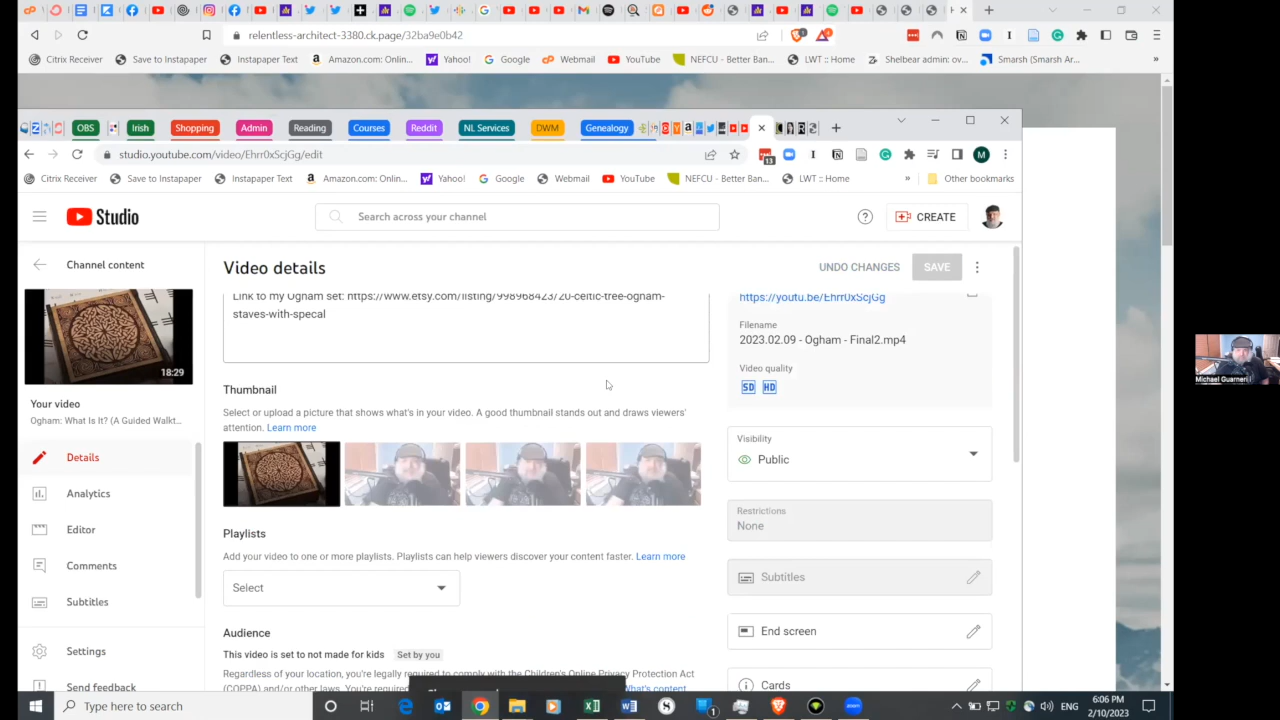 relentless-architect-3380.ck.page/32ba9e0b42
Citrix Receiver
Save to Instapaper
Instapaper Text
Amazon.com: Onlin...
Yahoo!
Google
Webmail
YouTube
NEFCU - Better Ban...
LWT :: Home
Shelbear admin: ov...
Smarsh (Smarsh Ar...
»
OBS
Irish
Shopping
Admin
Reading
Courses
Reddit
NL Services
DWM
Genealogy
studio.youtube.com/video/Ehrr0xScjGg/edit
13
M
Citrix Receiver
Save to Instapaper
Instapaper Text
Amazon.com: Onlin...
Yahoo!
Google
Webmail
YouTube
NEFCU - Better Ban...
LWT :: Home
»
Other bookmarks
Studio
Search across your channel
CREATE
Channel content
18:29
Your video
Ogham: What Is It? (A Guided Walkt...
Details
Analytics
Editor
Comments
Subtitles
Settings
Send feedback
Video details
UNDO CHANGES
SAVE
Link to my Ogham set: https://www.etsy.com/listing/998968423/20-celtic-tree-ogham-
staves-with-specal
Thumbnail
Select or upload a picture that shows what's in your video. A good thumbnail stands out and draws viewers'
attention. Learn more
Playlists
Add your video to one or more playlists. Playlists can help viewers discover your content faster. Learn more
Select
Audience
This video is set to not made for kids Set by you
Regardless of your location, you're legally required to comply with the Children's Online Privacy Protection Act
(COPPA) and/or other laws. You're required
What's content
https://youtu.be/Ehrr0xScjGg
Filename
2023.02.09 - Ogham - Final2.mp4
Video quality
SD HD
Visibility
Public
Restrictions
None
Subtitles
End screen
Cards
Michael Guarneri
Type here to search
1
ENG
6:06 PM
2/10/2023